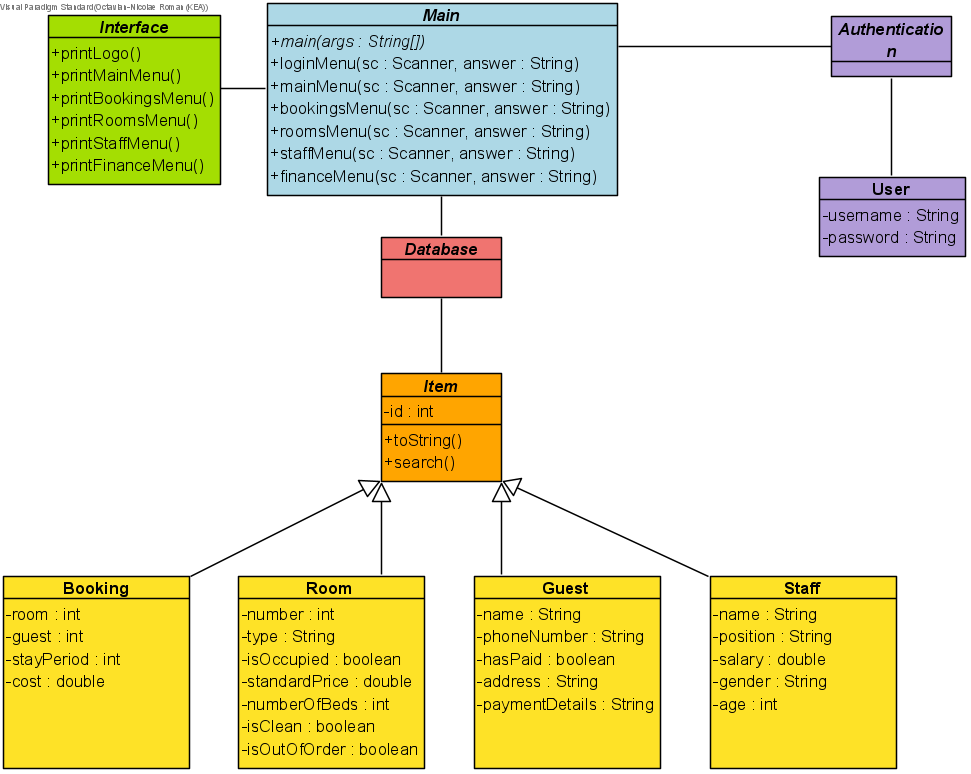 Visual Paradigm Standard(Octavian-Nicolae Roman(KEA))
Interface
+printLogo()
+printMainMenu()
+printBookingsMenu()
+printRoomsMenu()
+printStaffMenu()
+printFinanceMenu()
Main
+main(args : String[])
+loginMenu(sc : Scanner, answer : String)
+mainMenu(sc : Scanner, answer : String)
+bookingsMenu(sc : Scanner, answer : String)
+roomsMenu(sc : Scanner, answer : String)
+staffMenu(sc : Scanner, answer : String)
+financeMenu(sc : Scanner, answer : String)
Authenticatio
n
User
-username : String
-password : String
Database
Item
-id : int
+toString()
+search()
Booking
-room : int
-guest : int
-stayPeriod : int
-cost : double
Room
-number : int
-type : String
-isOccupied : boolean
-standardPrice : double
-numberOfBeds : int
-isClean : boolean
-isOutOfOrder : boolean
Guest
-name : String
-phoneNumber : String
-hasPaid : boolean
-address : String
-paymentDetails : String
Staff
-name : String
-position : String
-salary : double
-gender : String
-age : int